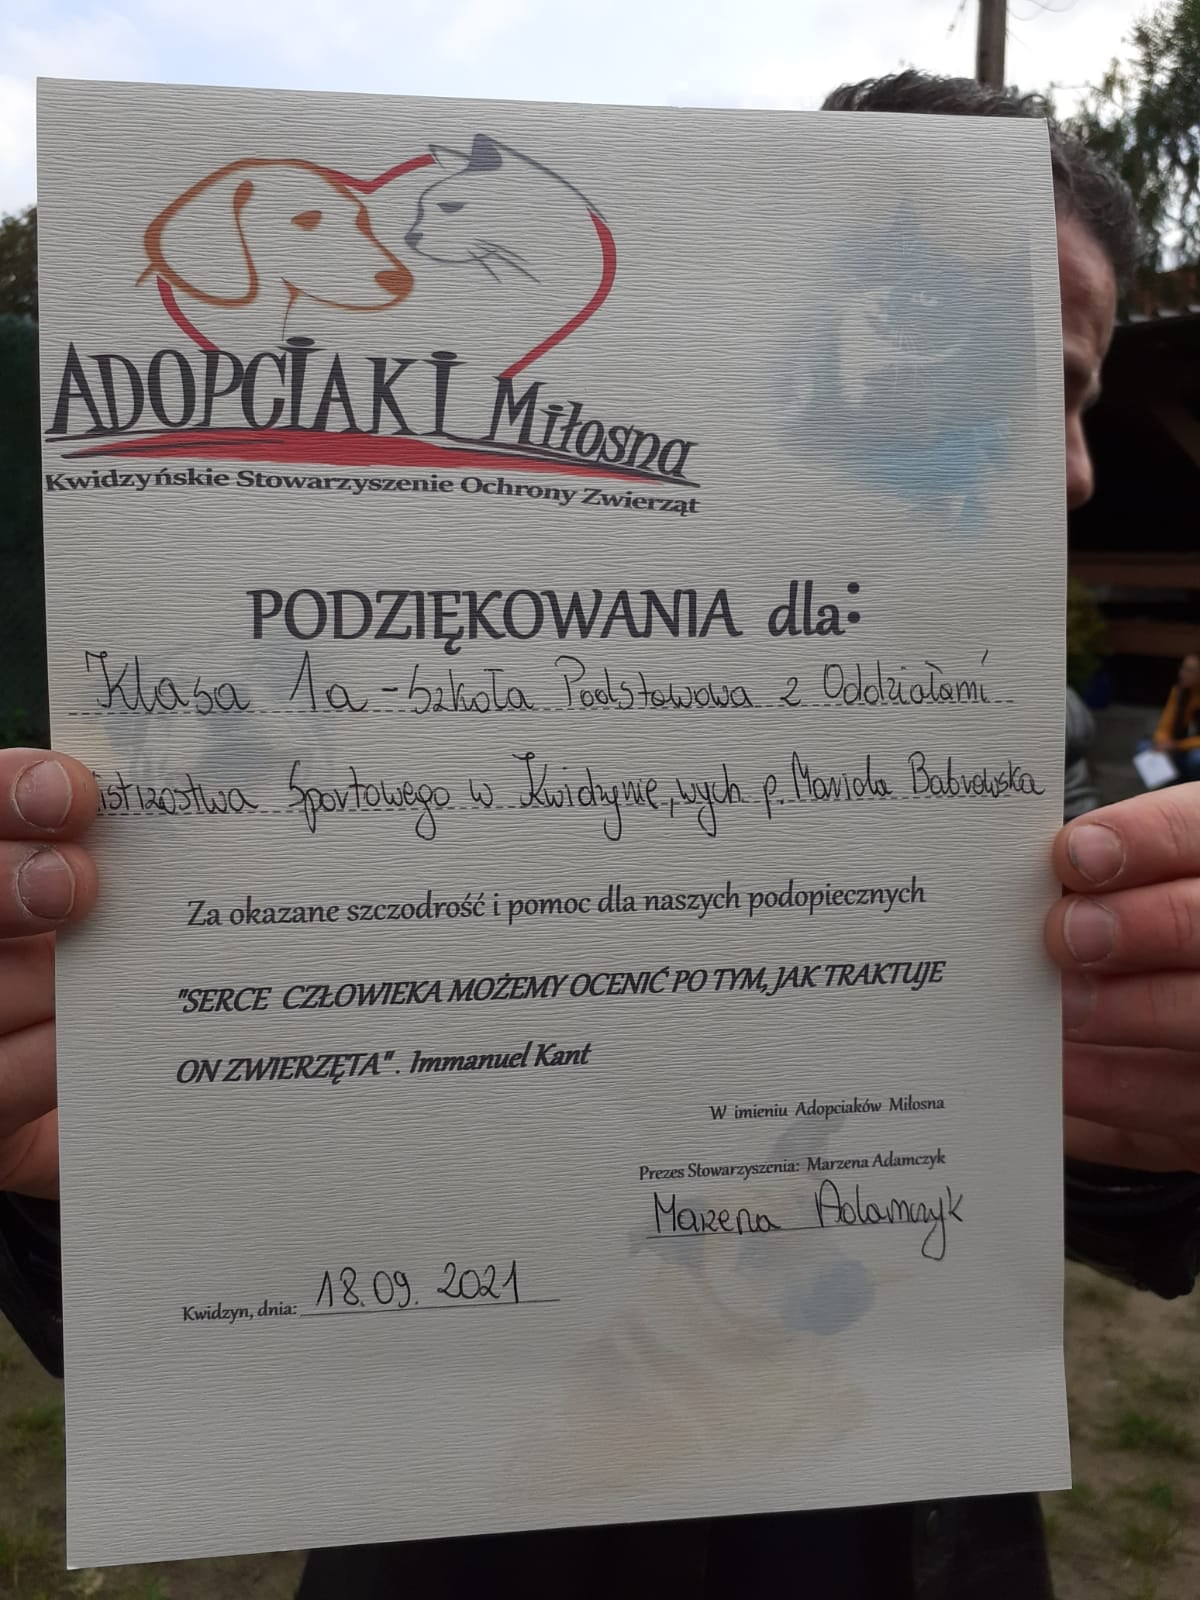 ADOPCIAKI Miłosna
Kwidzyńskie Stowarzyszenie Ochrony Zwierząt
PODZIĘKOWANIA dla:
Klasa 1a - Szkoła Podstawowa z Oddziałami
istrzostwa Sportowego w Kwidzynie, wych p. Mariola Babrowska
Za okazane szczodrość i pomoc dla naszych podopiecznych
"SERCE CZŁOWIEKA MOŻEMY OCENIĆ PO TYM, JAK TRAKTUJE
ON ZWIERZĘTA". Immanuel Kant
W imieniu Adopciaków Miłosna
Prezes Stowarzyszenia: Marzena Adamczyk
Marzena Adamczyk
Kwidzyn, dnia: 18.09.2021